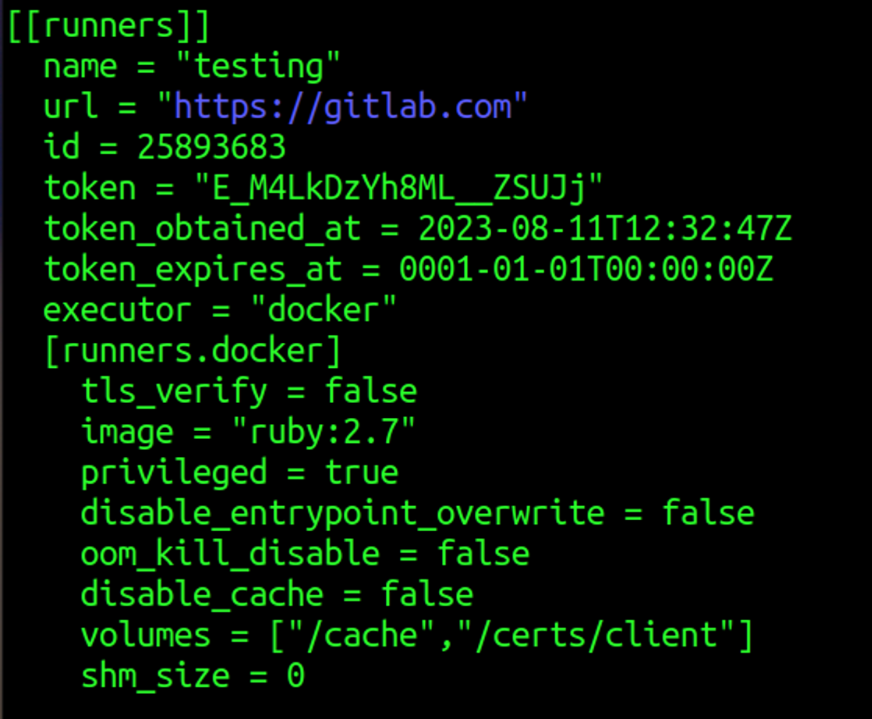 [[runners]]
  name = "testing"
  url = "https://gitlab.com"
  id = 25893683
  token = "E_M4LkDzYh8ML__ZSUJj"
  token_obtained_at = 2023-08-11T12:32:47Z
  token_expires_at = 0001-01-01T00:00:00Z
  executor = "docker"
  [runners.docker]
    tls_verify = false
    image = "ruby:2.7"
    privileged = true
    disable_entrypoint_overwrite = false
    oom_kill_disable = false
    disable_cache = false
    volumes = ["/cache","/certs/client"]
    shm_size = 0